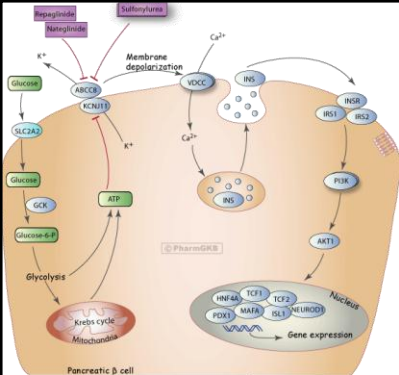 Repaglinide
Nateglinide
Sulfonylurea
K⁺
Membrane
depolarization
Ca²⁺
Glucose
ABCC8
KCNJ11
VDCC
INS
INSR
IRS1
IRS2
SLC2A2
K⁺
Ca²⁺
Glucose
GCK
ATP
INS
PI3K
Glucose-6-P
© PharmGKB
AKT1
Glycolysis
Krebs cycle
Mitochondria
Nucleus
HNF4A
TCF1
TCF2
PDX1
MAFA
ISL1
NEUROD1
Gene expression
Pancreatic β cell